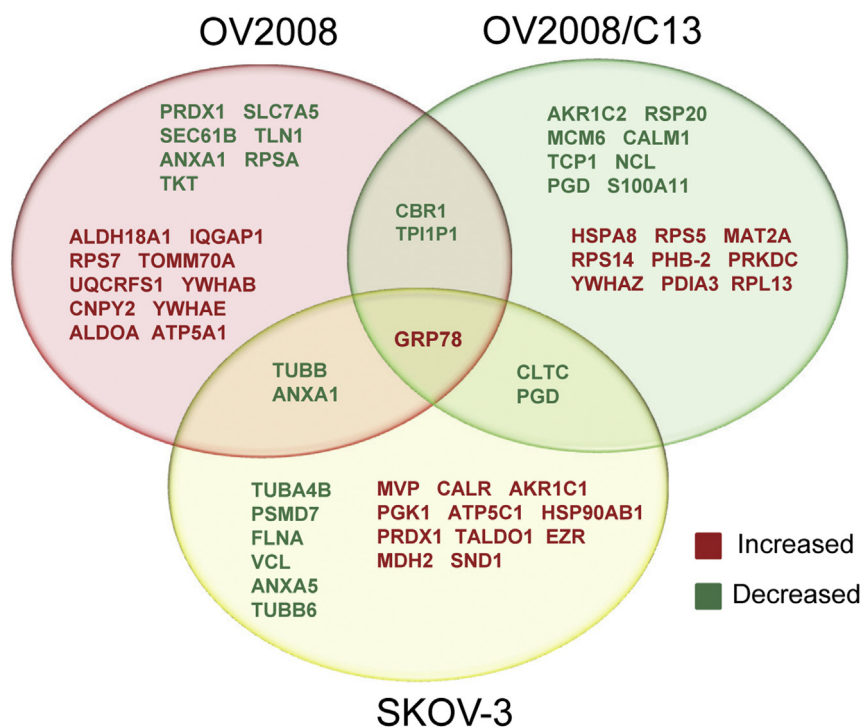 OV2008
OV2008/C13
PRDX1 SLC7A5
SEC61B TLN1
ANXA1 RPSA
TKT
ALDH18A1 IQGAP1
RPS7 TOMM70A
UQCRFS1 YWHAB
CNPY2 YWHAE
ALDOA ATP5A1
CBR1
TPI1P1
AKR1C2 RSP20
MCM6 CALM1
TCP1 NCL
PGD S100A11
HSPA8 RPS5 MAT2A
RPS14 PHB-2 PRKDC
YWHAZ PDIA3 RPL13
GRP78
TUBB
ANXA1
CLTC
PGD
TUBA4B
PSMD7
FLNA
VCL
ANXA5
TUBB6
MVP CALR AKR1C1
PGK1 ATP5C1 HSP90AB1
PRDX1 TALDO1 EZR
MDH2 SND1
Increased
Decreased
SKOV-3